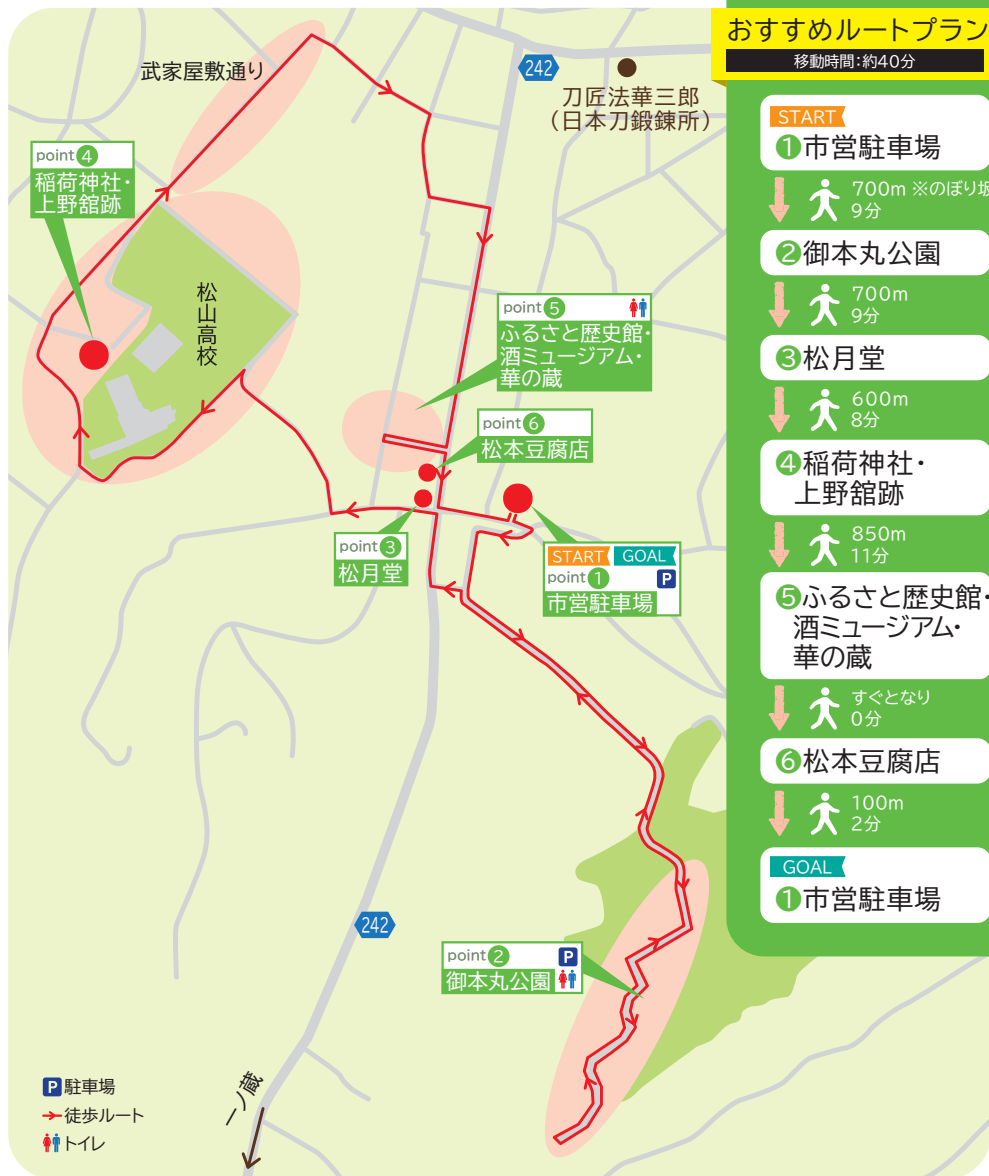 武家屋敷通り
242
刀匠法華三郎
(日本刀鍛錬所)
point 4
稲荷神社・
上野舘跡
松山高校
point 5
ふるさと歴史館・
酒ミュージアム・
華の蔵
point 6
松本豆腐店
point 3
松月堂
START GOAL
point 1 P
市営駐車場
242
point 2 P
御本丸公園
一ノ蔵
P 駐車場
徒歩ルート
トイレ
おすすめルートプラン
移動時間:約40分
START
❶市営駐車場
700m ※のぼり坂
9分
❷御本丸公園
700m
9分
❸松月堂
600m
8分
❹稲荷神社・
上野舘跡
850m
11分
❺ふるさと歴史館・
酒ミュージアム・
華の蔵
すぐとなり
0分
❻松本豆腐店
100m
2分
GOAL
❶市営駐車場